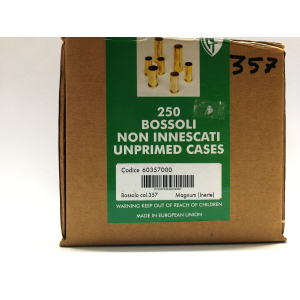 357
250
BOSSOLI
NON INNESCATI
UNPRIMED CASES
Codice 60357000
Bossolo cal.357 Magnum (Inerte)
WARNING KEEP OUT OF REACH OF CHILDREN
MADE IN EUROPEAN UNION